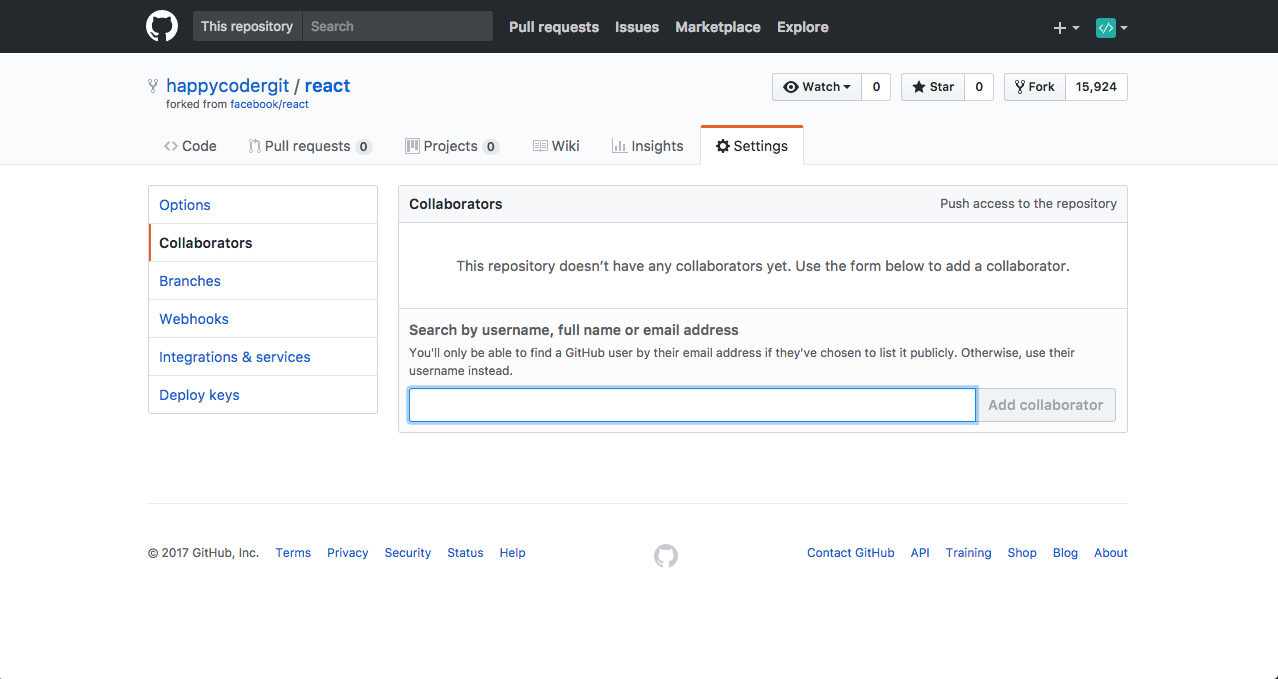 This repository Search Pull requests Issues Marketplace Explore
happycodergit / react Watch 0 Star 0 Fork 15,924
forked from facebook/react
Code Pull requests 0 Projects 0 Wiki Insights Settings
Options
Collaborators
Branches
Webhooks
Integrations & services
Deploy keys
Collaborators Push access to the repository
This repository doesn’t have any collaborators yet. Use the form below to add a collaborator.
Search by username, full name or email address
You'll only be able to find a GitHub user by their email address if they've chosen to list it publicly. Otherwise, use their
username instead.
Add collaborator
© 2017 GitHub, Inc. Terms Privacy Security Status Help Contact GitHub API Training Shop Blog About